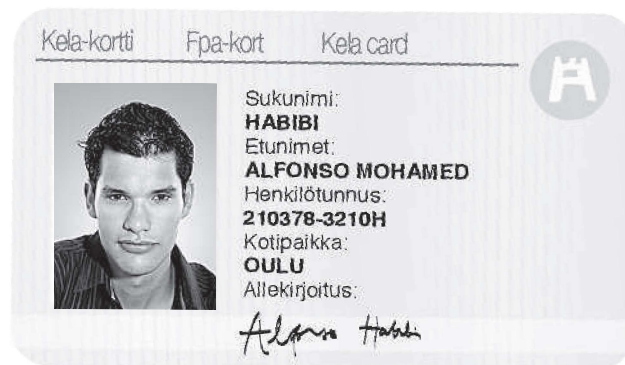 Kela-kortti Fpa-kort Kela card
Sukunimi:
HABIBI
Etunimet:
ALFONSO MOHAMED
Henkilötunnus:
210378-3210H
Kotipaikka:
OULU
Allekirjoitus:
Alfonso Habibi